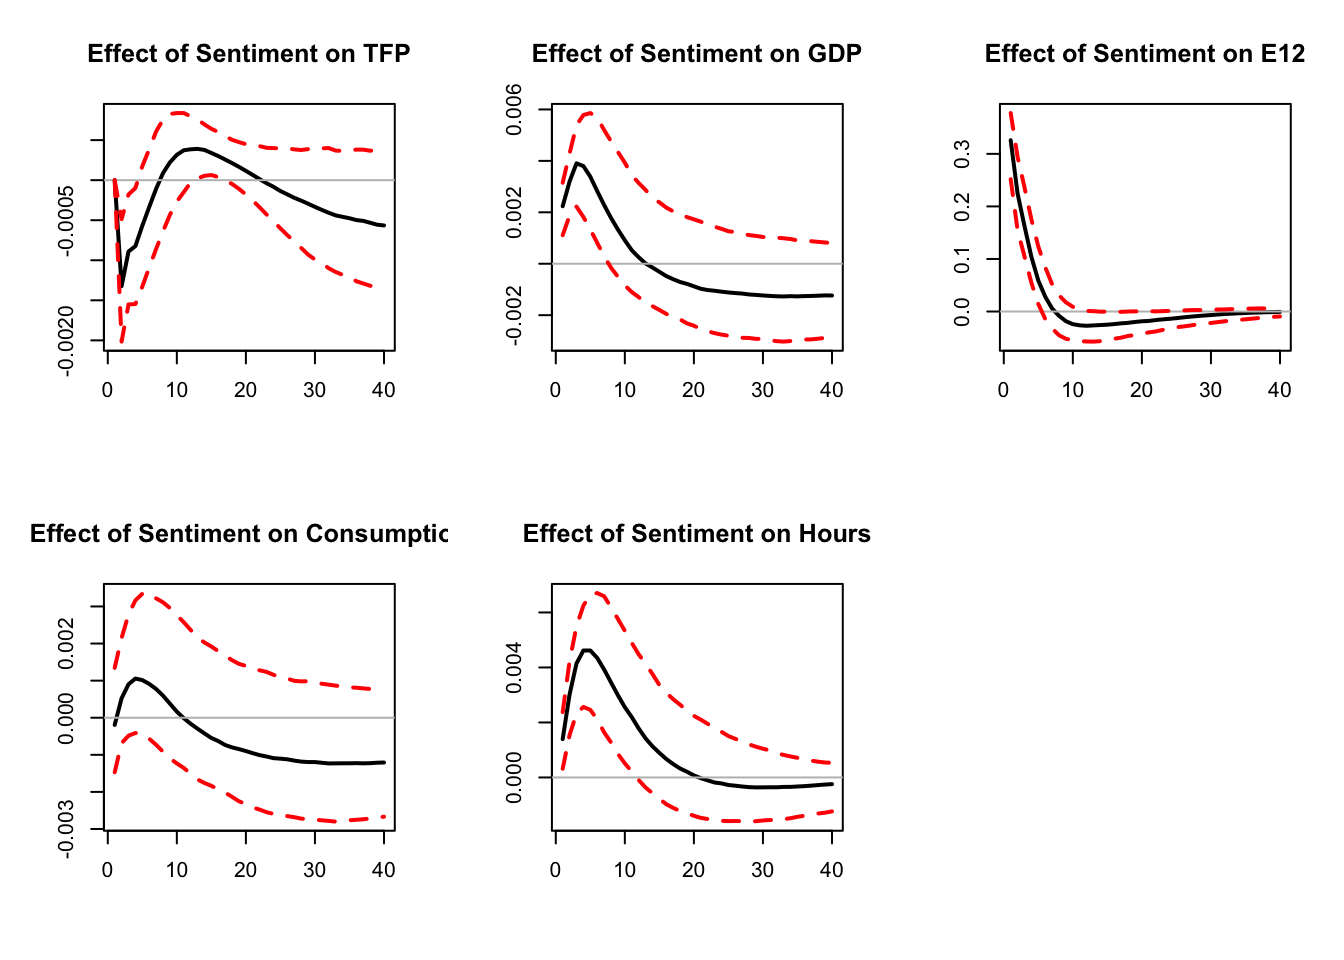 Effect of Sentiment on TFP
-0.0005
-0.0020
0 10 20 30 40
Effect of Sentiment on GDP
0.006
0.002
-0.002
0 10 20 30 40
Effect of Sentiment on E12
0.3
0.2
0.1
0.0
0 10 20 30 40
Effect of Sentiment on Consumptic
0.002
0.000
-0.003
0 10 20 30 40
Effect of Sentiment on Hours
0.004
0.000
0 10 20 30 40